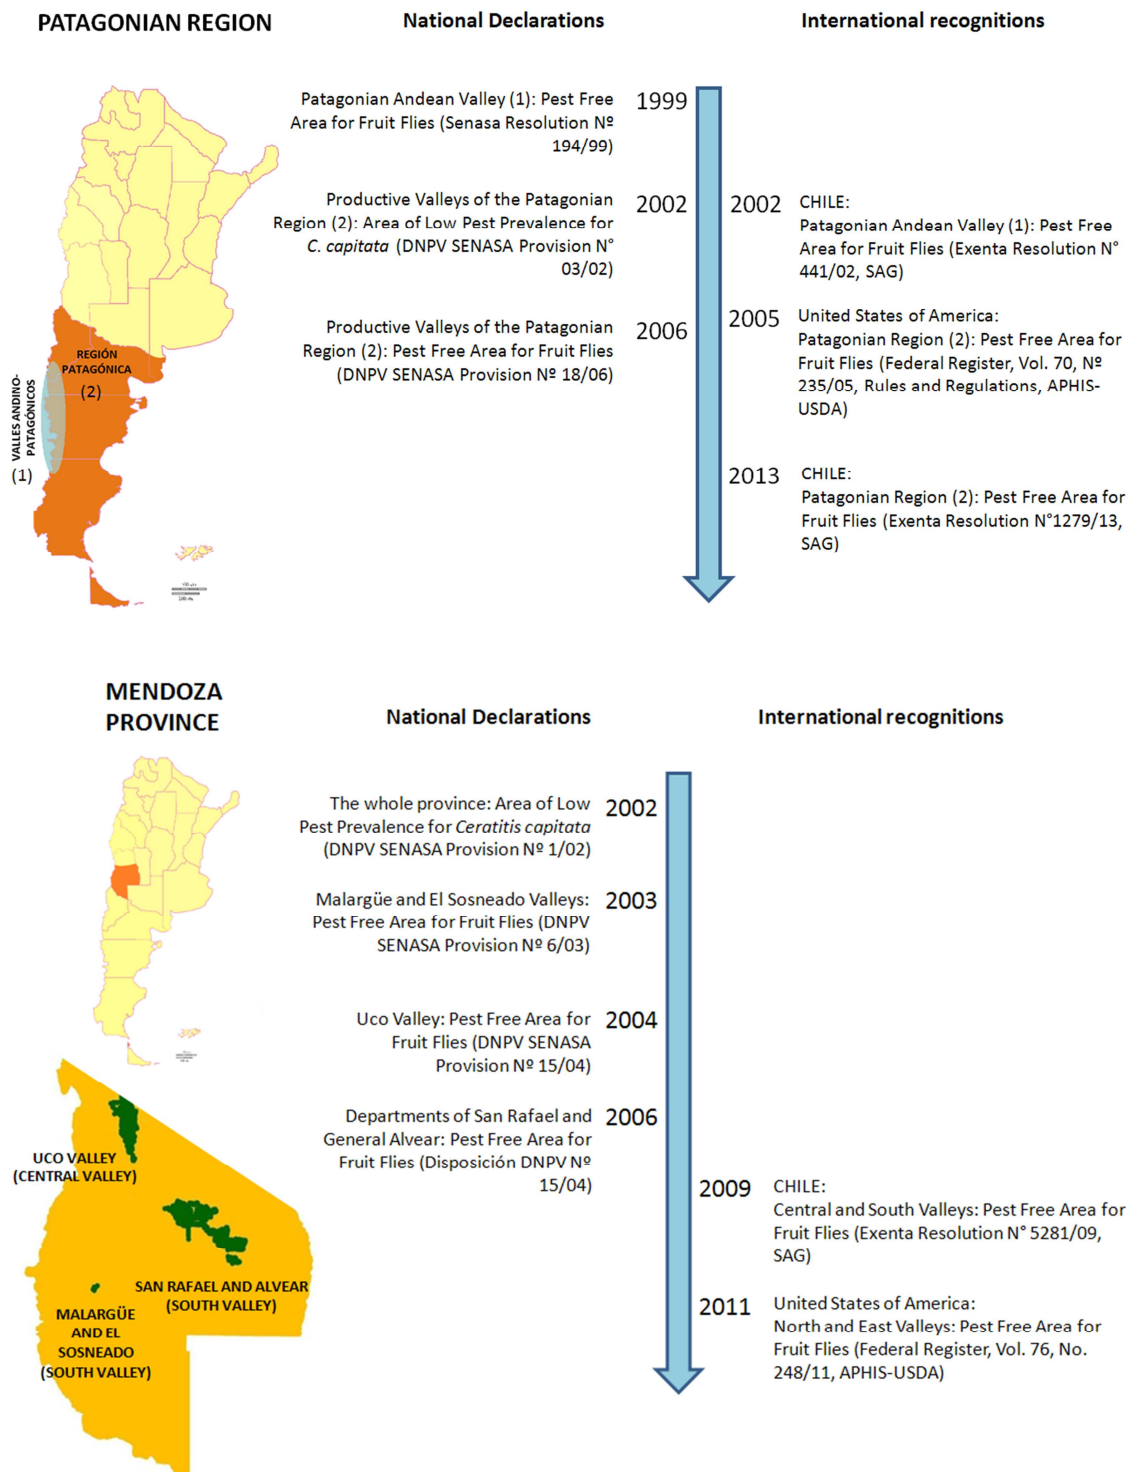 PATAGONIAN REGION
National Declarations
International recognitions
Patagonian Andean Valley (1): Pest Free
Area for Fruit Flies (Senasa Resolution Nº
194/99)
1999
Productive Valleys of the Patagonian
Region (2): Area of Low Pest Prevalence for
C. capitata (DNPV SENASA Provision N°
03/02)
2002
2002
CHILE:
Patagonian Andean Valley (1): Pest Free
Area for Fruit Flies (Exenta Resolution N°
441/02, SAG)
Productive Valleys of the Patagonian
Region (2): Pest Free Area for Fruit Flies
(DNPV SENASA Provision Nº 18/06)
2006
2005
United States of America:
Patagonian Region (2): Pest Free Area for
Fruit Flies (Federal Register, Vol. 70, Nº
235/05, Rules and Regulations, APHIS-
USDA)
2013
CHILE:
Patagonian Region (2): Pest Free Area for
Fruit Flies (Exenta Resolution N°1279/13,
SAG)
REGIÓN
PATAGÓNICA
(2)
VALLES ANDINO-
PATAGÓNICOS
(1)
MENDOZA
PROVINCE
National Declarations
International recognitions
The whole province: Area of Low
Pest Prevalence for Ceratitis capitata
(DNPV SENASA Provision Nº 1/02)
2002
Malargüe and El Sosneado Valleys:
Pest Free Area for Fruit Flies (DNPV
SENASA Provision Nº 6/03)
2003
Uco Valley: Pest Free Area for
Fruit Flies (DNPV SENASA
Provision Nº 15/04)
2004
Departments of San Rafael and
General Alvear: Pest Free Area for
Fruit Flies (Disposición DNPV Nº
15/04)
2006
2009
CHILE:
Central and South Valleys: Pest Free Area for
Fruit Flies (Exenta Resolution N° 5281/09,
SAG)
2011
United States of America:
North and East Valleys: Pest Free Area for
Fruit Flies (Federal Register, Vol. 76, No.
248/11, APHIS-USDA)
UCO VALLEY
(CENTRAL VALLEY)
SAN RAFAEL AND ALVEAR
(SOUTH VALLEY)
MALARGÜE
AND EL
SOSNEADO
(SOUTH VALLEY)